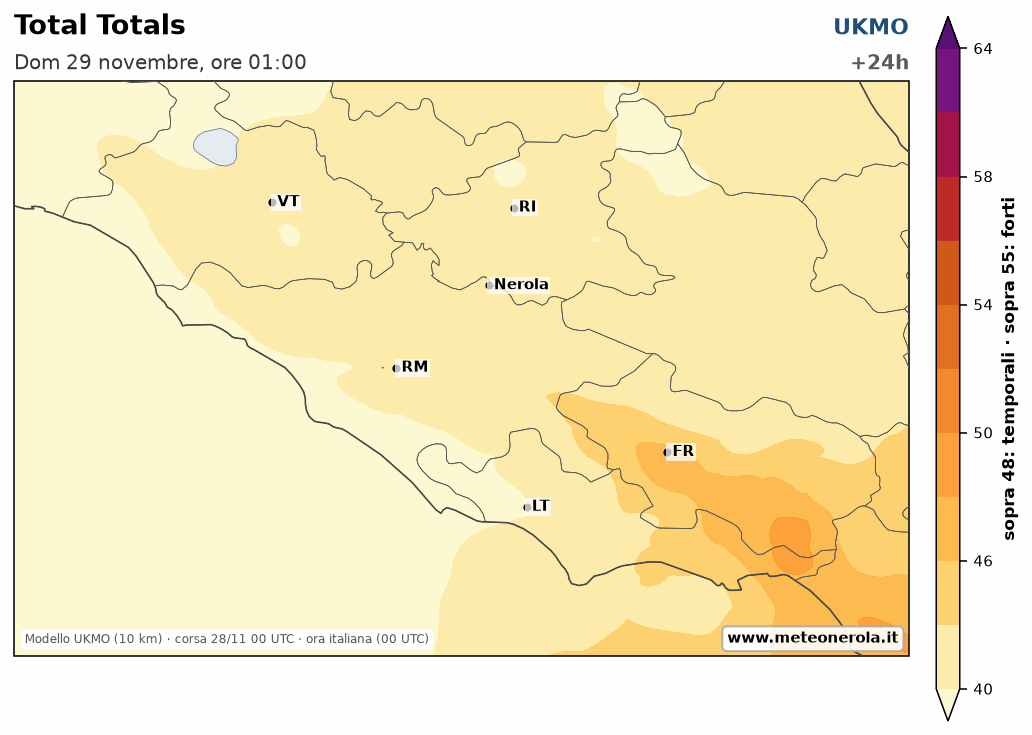 Total Totals
UKMO
Dom 29 novembre, ore 01:00
+24h
VT
RI
Nerola
RM
FR
LT
Modello UKMO (10 km) · corsa 28/11 00 UTC · ora italiana (00 UTC)
www.meteonerola.it
64
58
54
50
46
40
sopra 48: temporali · sopra 55: forti